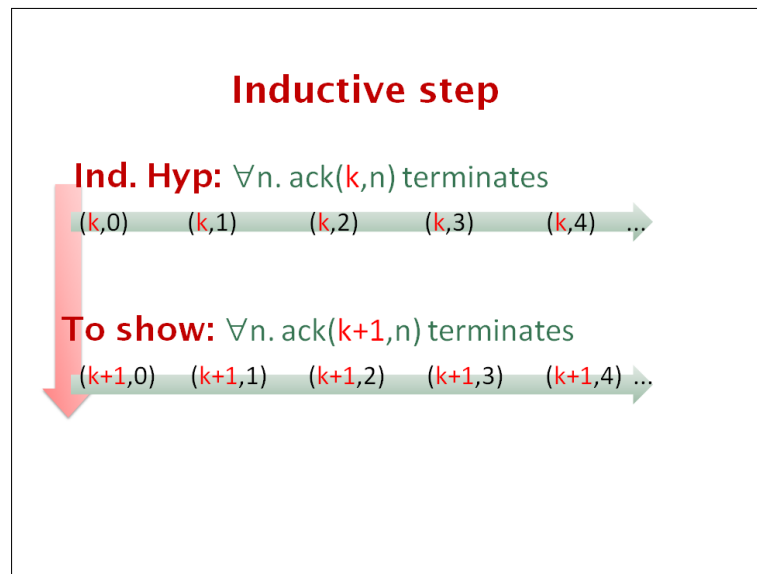 Inductive step
Ind. Hyp: ∀n. ack(k,n) terminates
(k,0) (k,1) (k,2) (k,3) (k,4) ...
To show: ∀n. ack(k+1,n) terminates
(k+1,0) (k+1,1) (k+1,2) (k+1,3) (k+1,4) ...